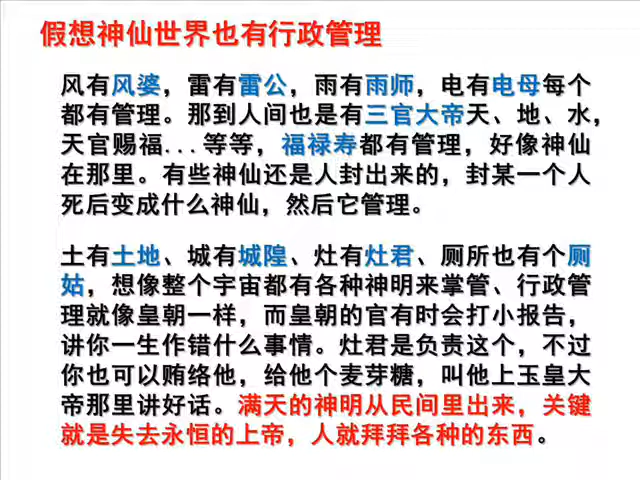 假想神仙世界也有行政管理
风有风婆，雷有雷公，雨有雨师，电有电母每个
都有管理。那到人间也是有三官大帝天、地、水，
天官赐福...等等，福禄寿都有管理，好像神仙
在那里。有些神仙还是人封出来的，封某一个人
死后变成什么神仙，然后它管理。
土有土地、城有城隍、灶有灶君、厕所也有个厕
姑，想像整个宇宙都有各种神明来掌管、行政管
理就像皇朝一样，而皇朝的官有时会打小报告，
讲你一生作错什么事情。灶君是负责这个，不过
你也可以贿络他，给他个麦芽糖，叫他上玉皇大
帝那里讲好话。满天的神明从民间里出来，关键
就是失去永恒的上帝，人就拜拜各种的东西。